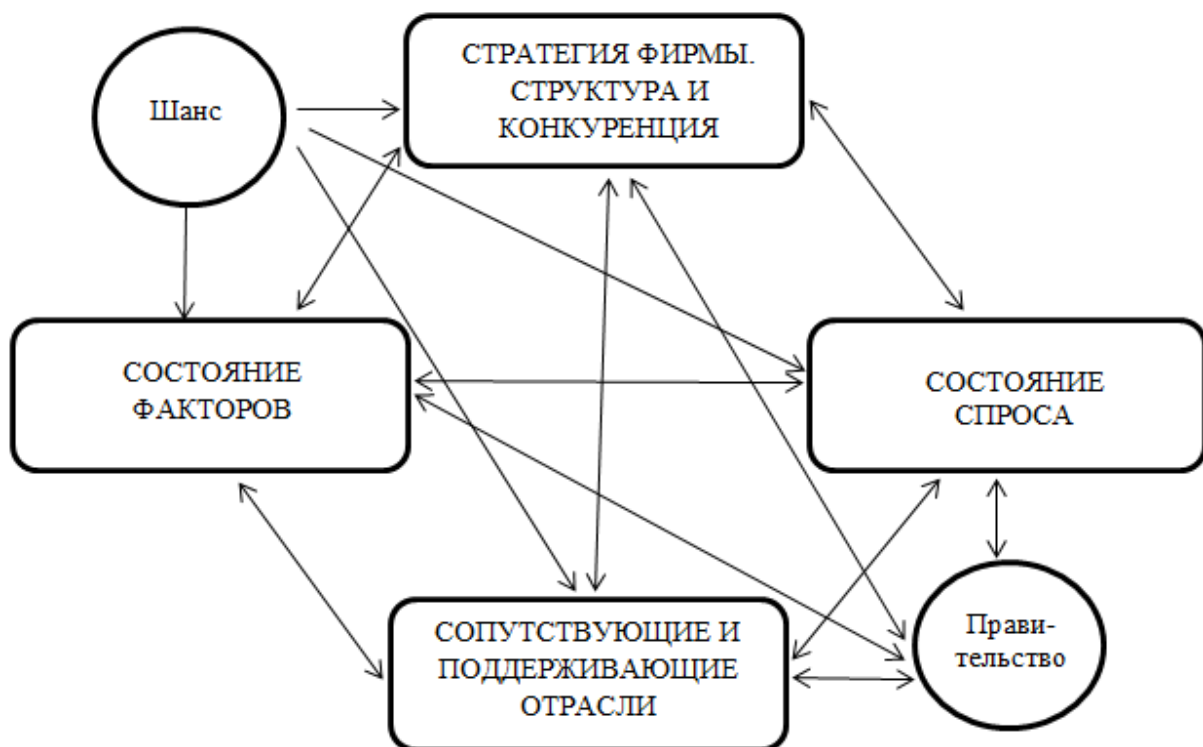 СТРАТЕГИЯ ФИРМЫ.
СТРУКТУРА И
КОНКУРЕНЦИЯ
Шанс
СОСТОЯНИЕ
ФАКТОРОВ
СОСТОЯНИЕ
СПРОСА
СОПУТСТВУЮЩИЕ И
ПОДДЕРЖИВАЮЩИЕ
ОТРАСЛИ
Прави-
тельство